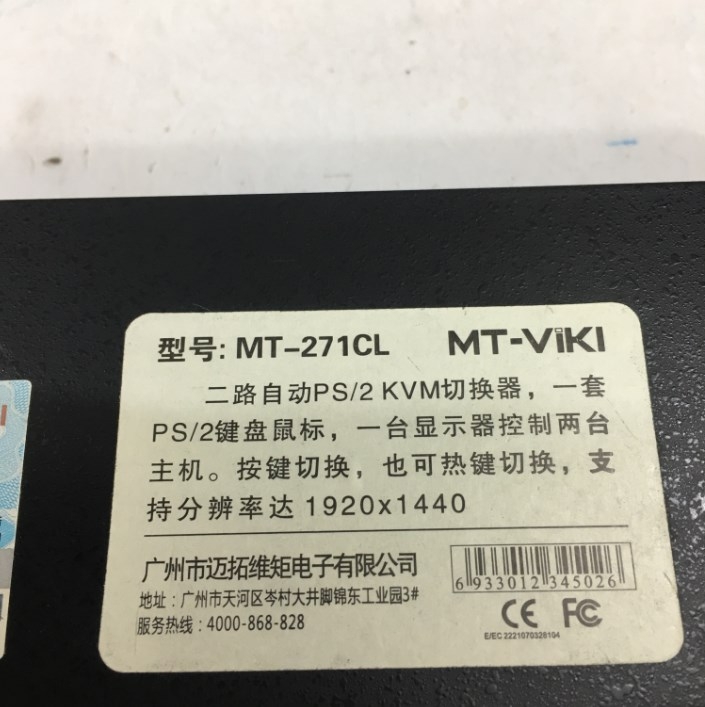 型号: MT-271CL MT-ViKI
二路自动PS/2 KVM切换器，一套
PS/2键盘鼠标，一台显示器控制两台
主机。按键切换，也可热键切换，支
持分辨率达 1920x1440
广州市迈拓维矩电子有限公司
地址：广州市天河区岑村大井脚锦东工业园3#
服务热线：4000-868-828
6 933012 345026
CE FC
E/EC 2221070328104